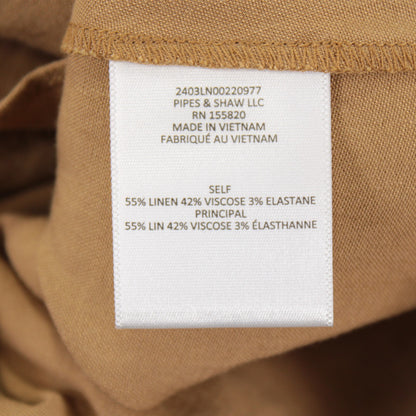 2403LN00220977
PIPES & SHAW LLC
RN 155820
MADE IN VIETNAM
FABRIQUÉ AU VIETNAM
SELF
55% LINEN 42% VISCOSE 3% ELASTANE
PRINCIPAL
55% LIN 42% VISCOSE 3% ÉLASTHANNE